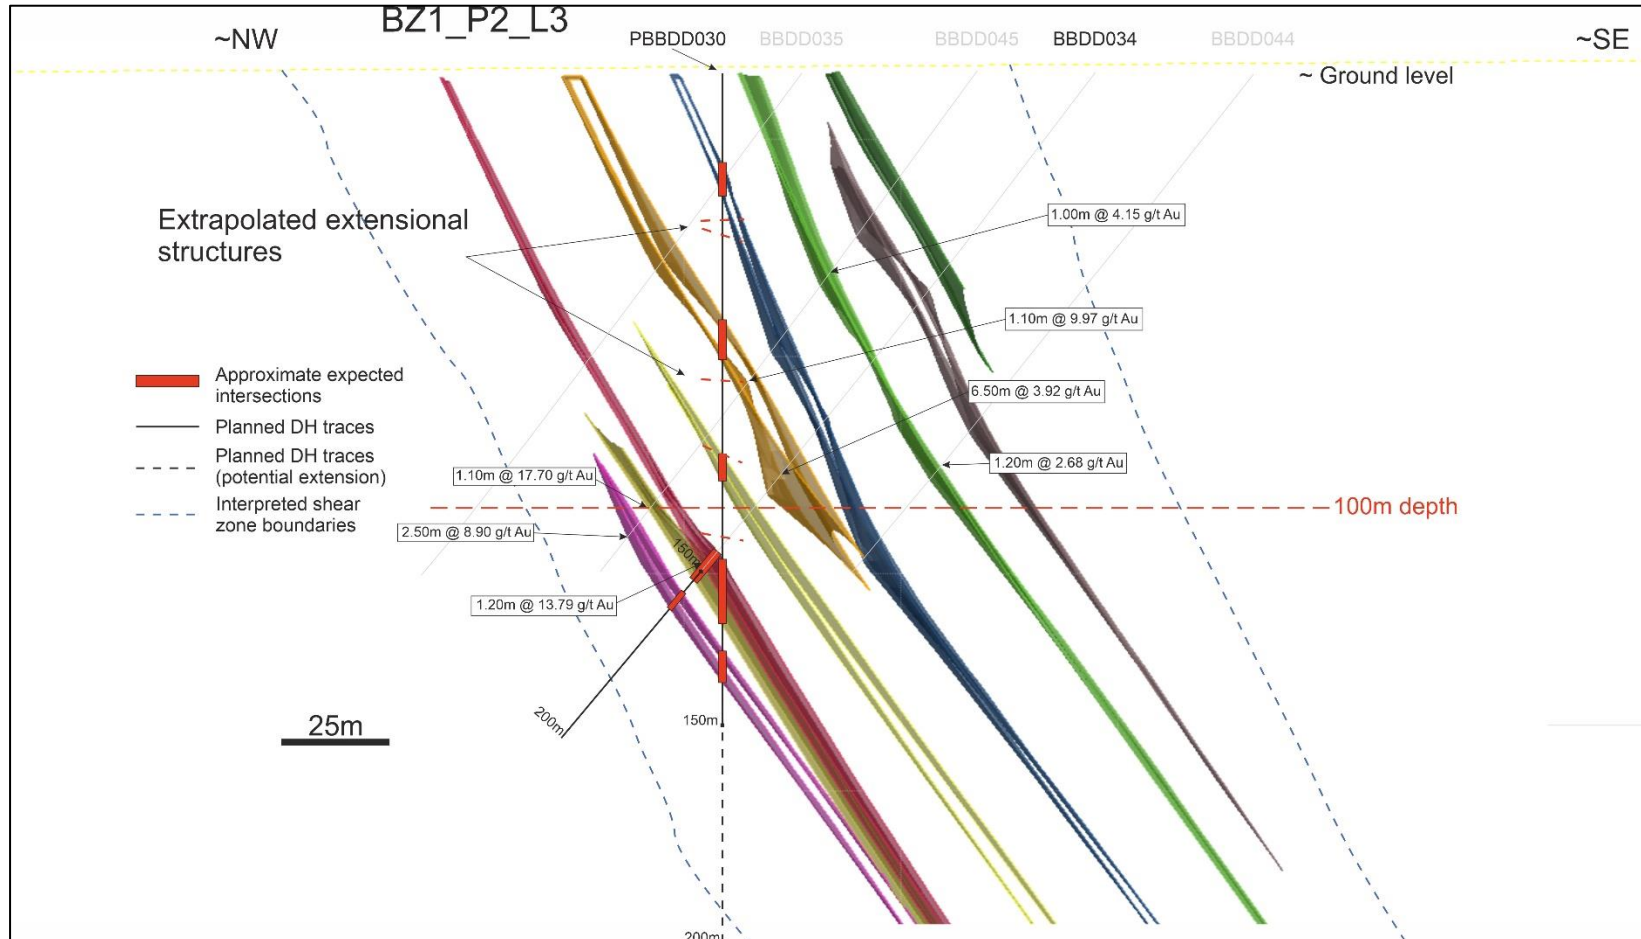 BZ1_P2_L3
~NW
PBBDD030
BBDD035
BBDD045
BBDD034
BBDD044
~SE
~ Ground level
Extrapolated extensional
structures
1.00m @ 4.15 g/t Au
1.10m @ 9.97 g/t Au
6.50m @ 3.92 g/t Au
1.20m @ 2.68 g/t Au
Approximate expected
intersections
Planned DH traces
Planned DH traces
(potential extension)
Interpreted shear
zone boundaries
1.10m @ 17.70 g/t Au
100m depth
2.50m @ 8.90 g/t Au
150m
1.20m @ 13.79 g/t Au
200m
150m
25m
200m